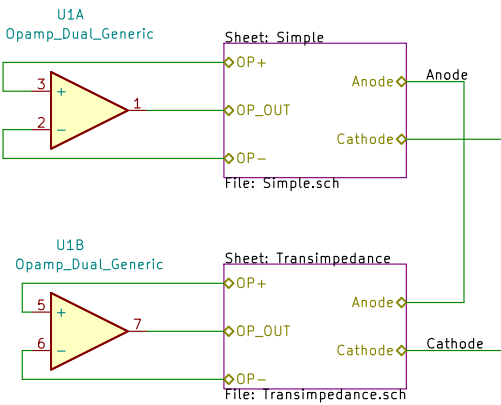 U1A
Opamp_Dual_Generic
Sheet: Simple
3
+
2
−
1
OP+
OP_OUT
OP−
Anode
Cathode
Anode
File: Simple.sch
U1B
Opamp_Dual_Generic
Sheet: Transimpedance
5
+
6
−
7
OP+
OP_OUT
OP−
Anode
Cathode
Cathode
File: Transimpedance.sch